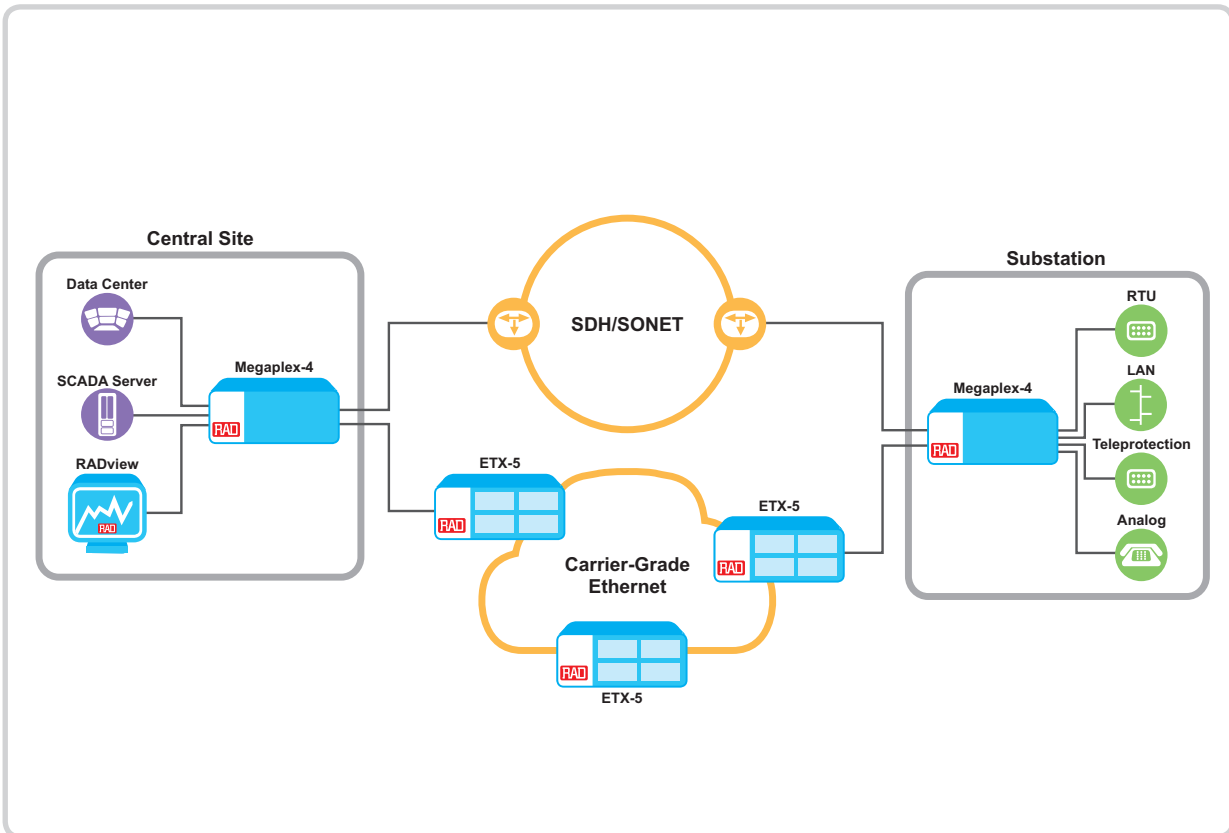 Central Site
Data Center
SCADA Server
RADview
RAD
Megaplex-4
RAD
SDH/SONET
ETX-5
RAD
ETX-5
RAD
Carrier-Grade
Ethernet
RAD
ETX-5
Substation
Megaplex-4
RAD
RTU
LAN
Teleprotection
Analog